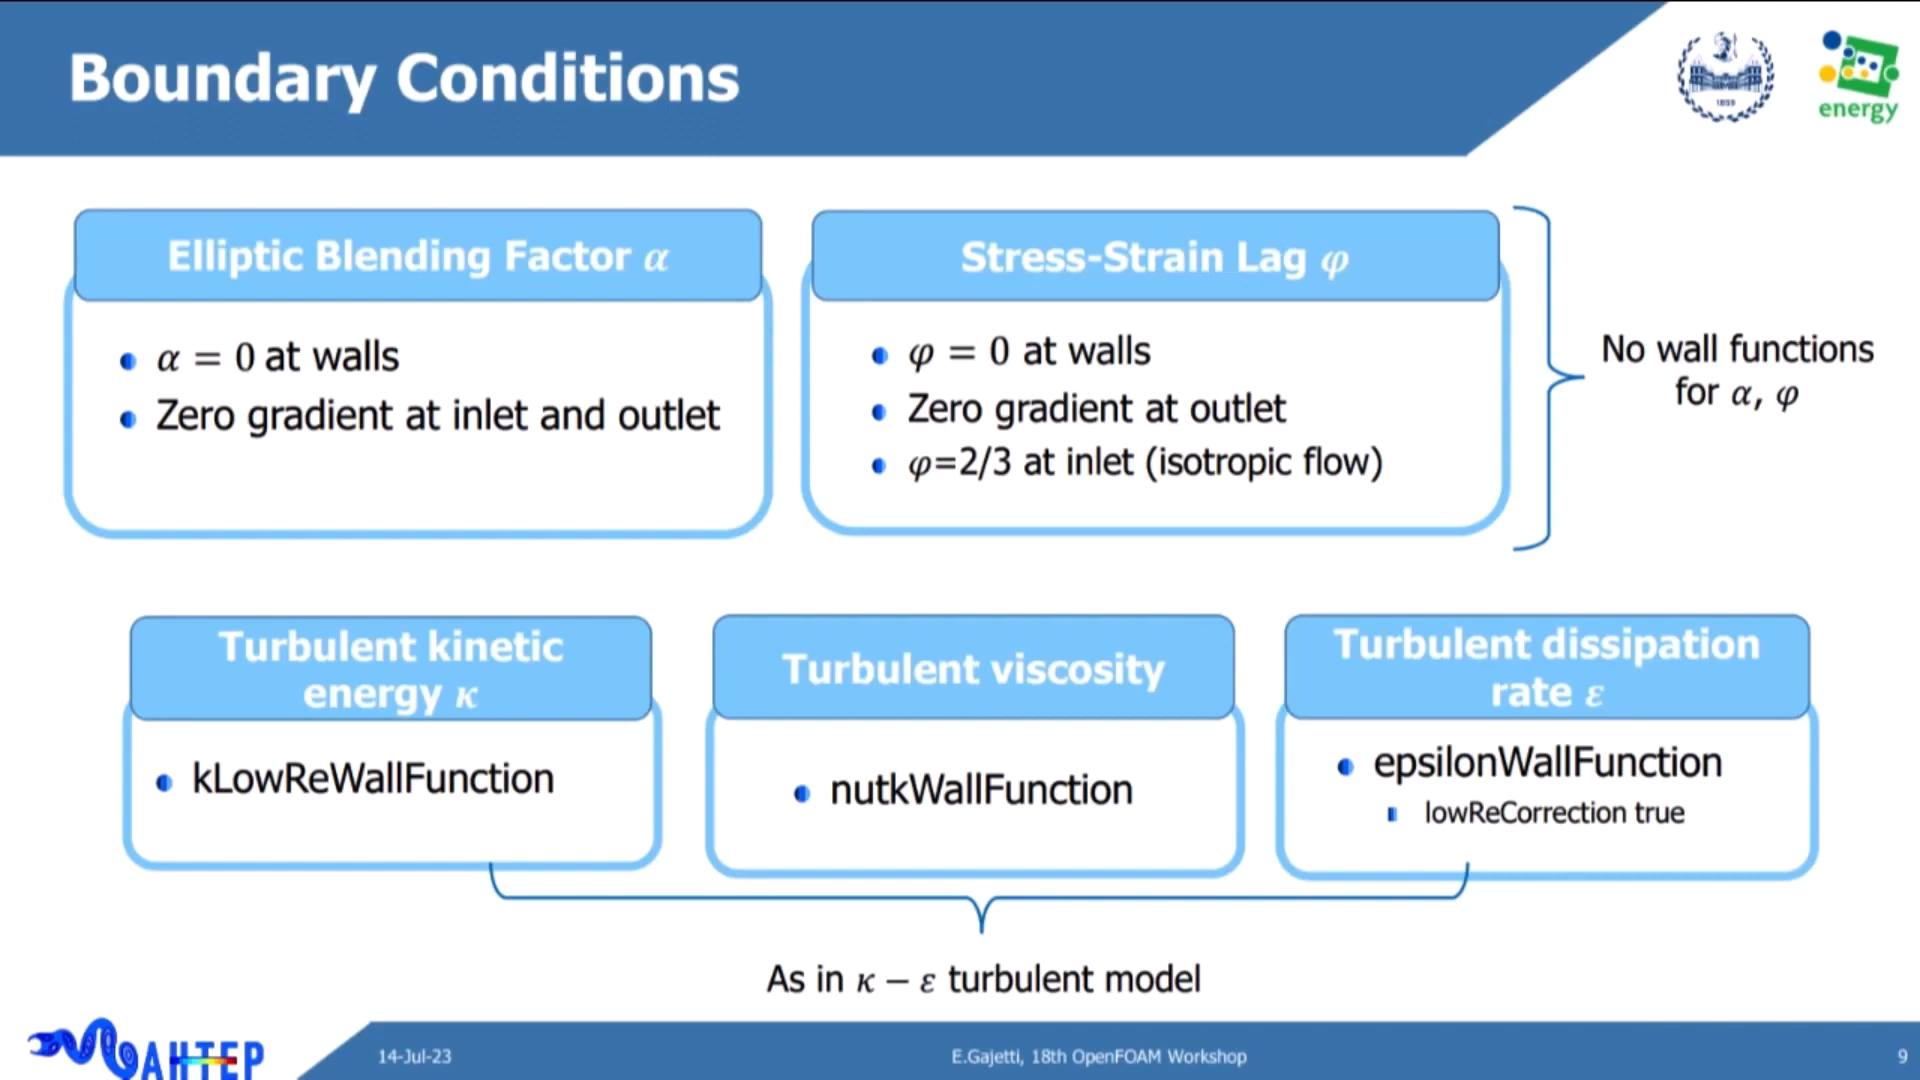 Boundary Conditions
1859
energy
Elliptic Blending Factor α
α = 0 at walls
Zero gradient at inlet and outlet
Stress-Strain Lag φ
φ = 0 at walls
Zero gradient at outlet
φ=2/3 at inlet (isotropic flow)
No wall functions
for α, φ
Turbulent kinetic
energy κ
kLowReWallFunction
Turbulent viscosity
nutkWallFunction
Turbulent dissipation
rate ε
epsilonWallFunction
lowReCorrection true
As in κ − ε turbulent model
14-Jul-23
E.Gajetti, 18th OpenFOAM Workshop
9